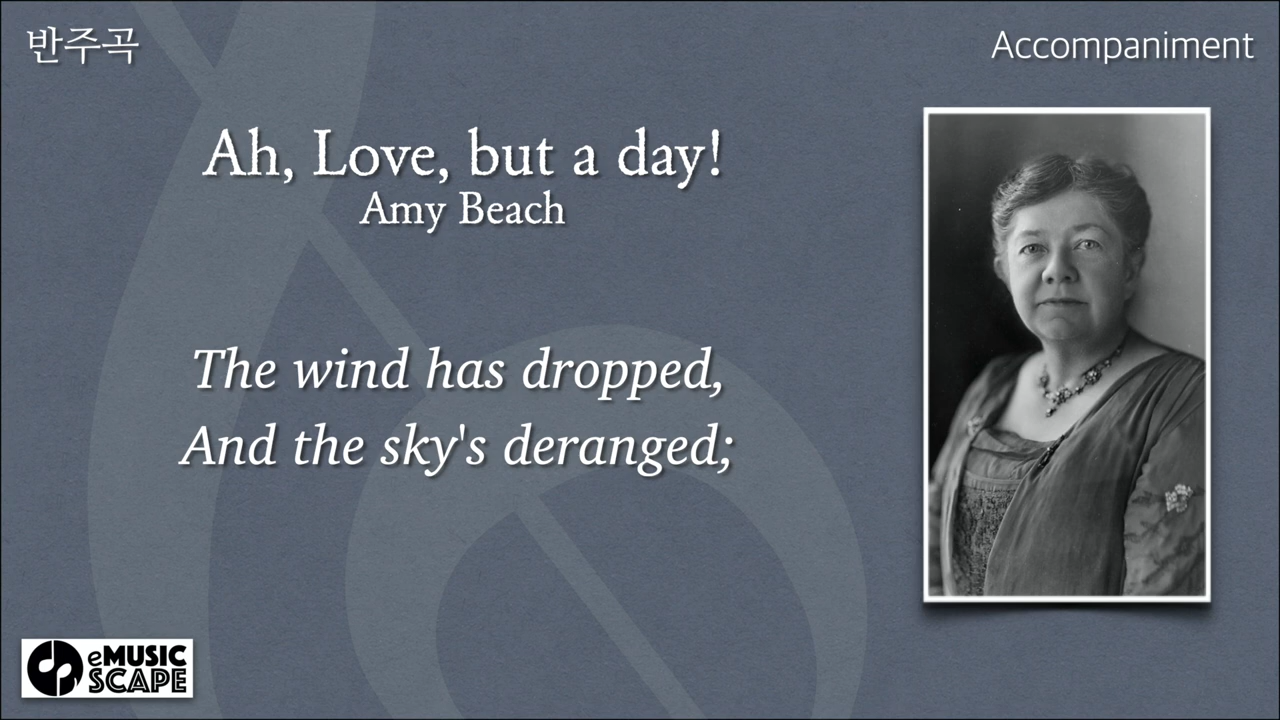 반주곡
Accompaniment
Ah, Love, but a day!
Amy Beach
The wind has dropped,
And the sky's deranged;
eMUSIC
SCAPE